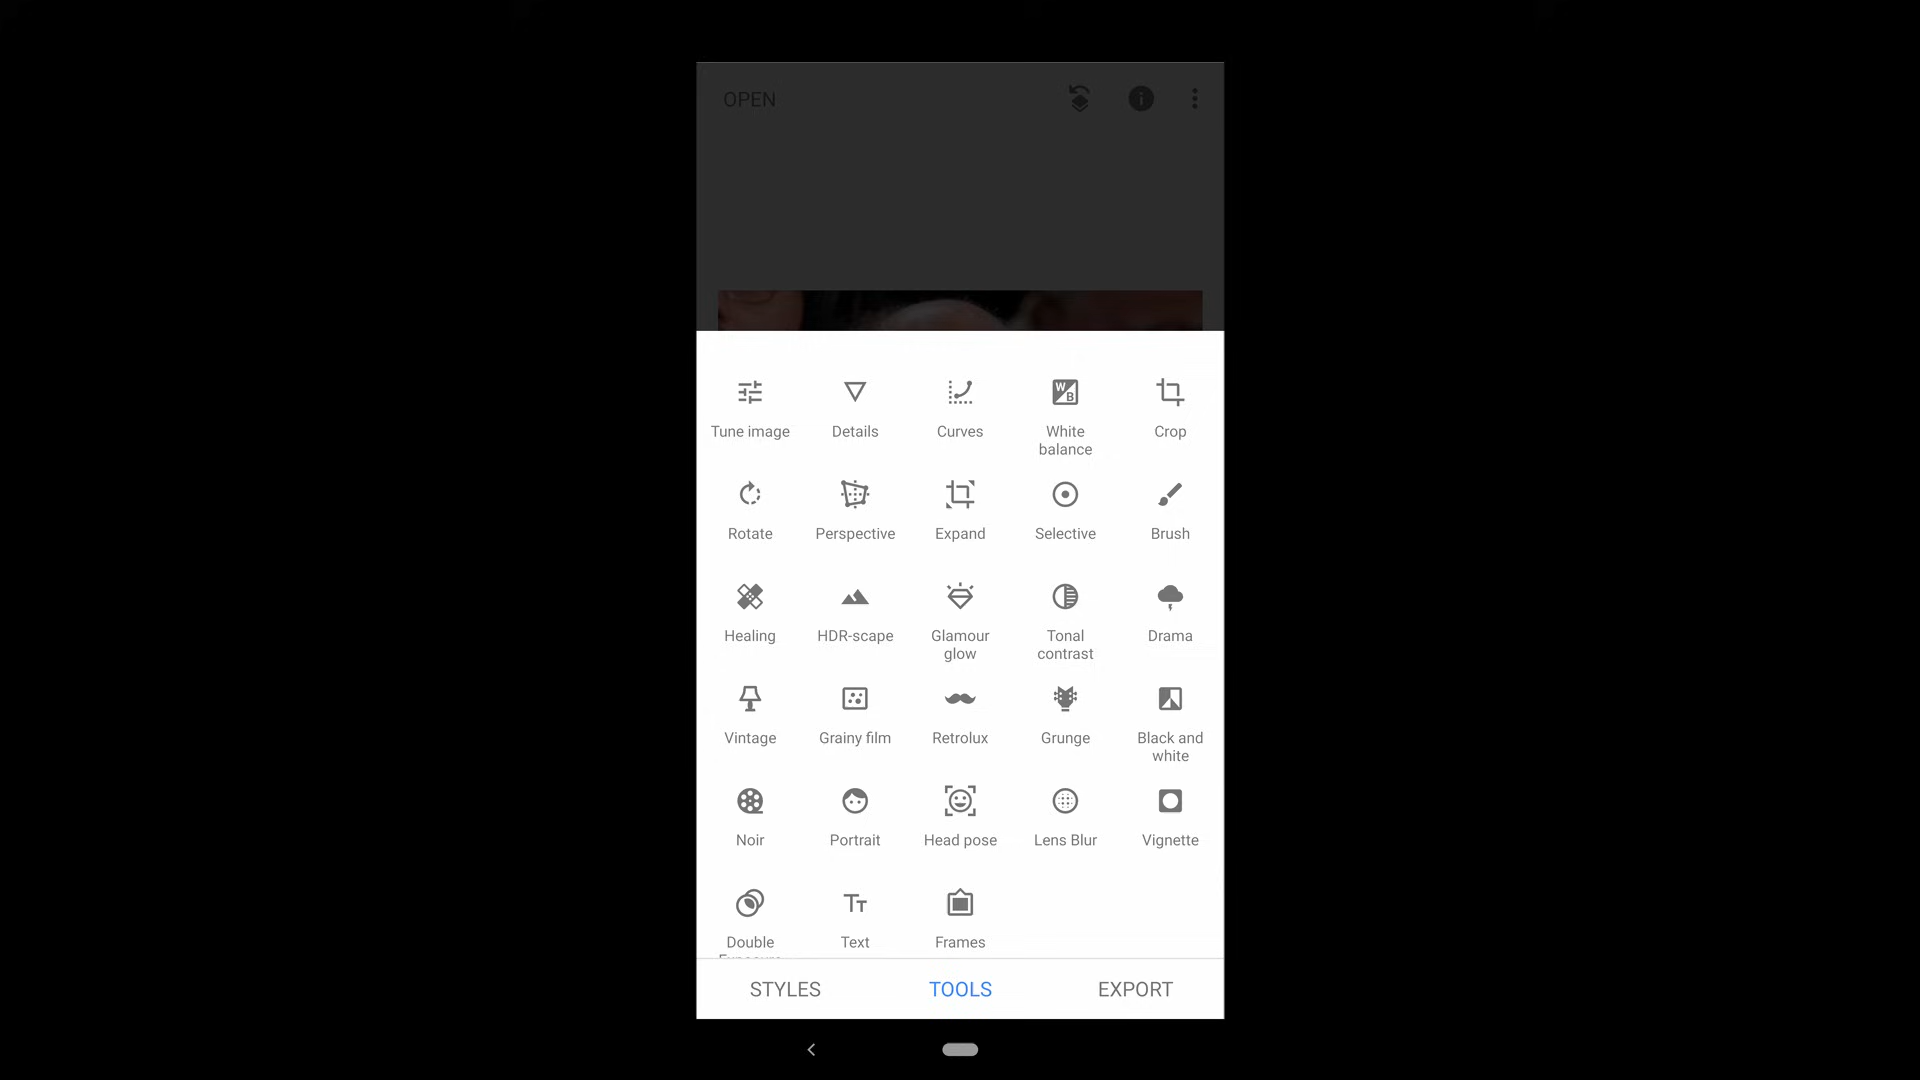 OPEN
Tune image
Details
Curves
White
balance
Crop
Rotate
Perspective
Expand
Selective
Brush
Healing
HDR-scape
Glamour
glow
Tonal
contrast
Drama
Vintage
Grainy film
Retrolux
Grunge
Black and
white
Noir
Portrait
Head pose
Lens Blur
Vignette
Double
Text
Frames
STYLES
TOOLS
EXPORT